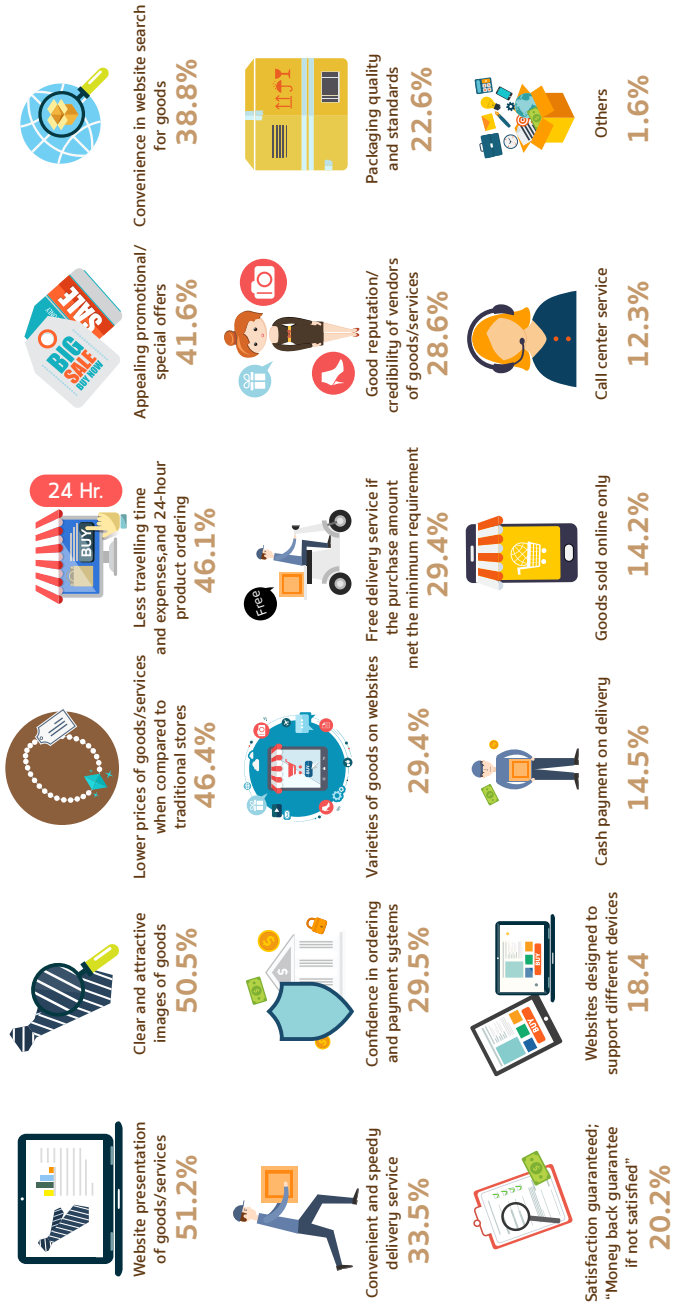 Website presentation
of goods/services
51.2%
Clear and attractive
images of goods
50.5%
Lower prices of goods/services
when compared to
traditional stores
46.4%
24 Hr.
BUY
Less travelling time
and expenses,and 24-hour
product ordering
46.1%
BIG
SALE
BUY NOW
SALE
Appealing promotional/
special offers
41.6%
Convenience in website search
for goods
38.8%
Convenient and speedy
delivery service
33.5%
Confidence in ordering
and payment systems
29.5%
Varieties of goods on websites
29.4%
Free
Free delivery service if
the purchase amount
met the minimum requirement
29.4%
Good reputation/
credibility of vendors
of goods/services
28.6%
Packaging quality
and standards
22.6%
Satisfaction guaranteed;
“Money back guarantee
if not satisfied”
20.2%
BUY
BUY
Websites designed to
support different devices
18.4
Cash payment on delivery
14.5%
Goods sold online only
14.2%
Call center service
12.3%
Others
1.6%